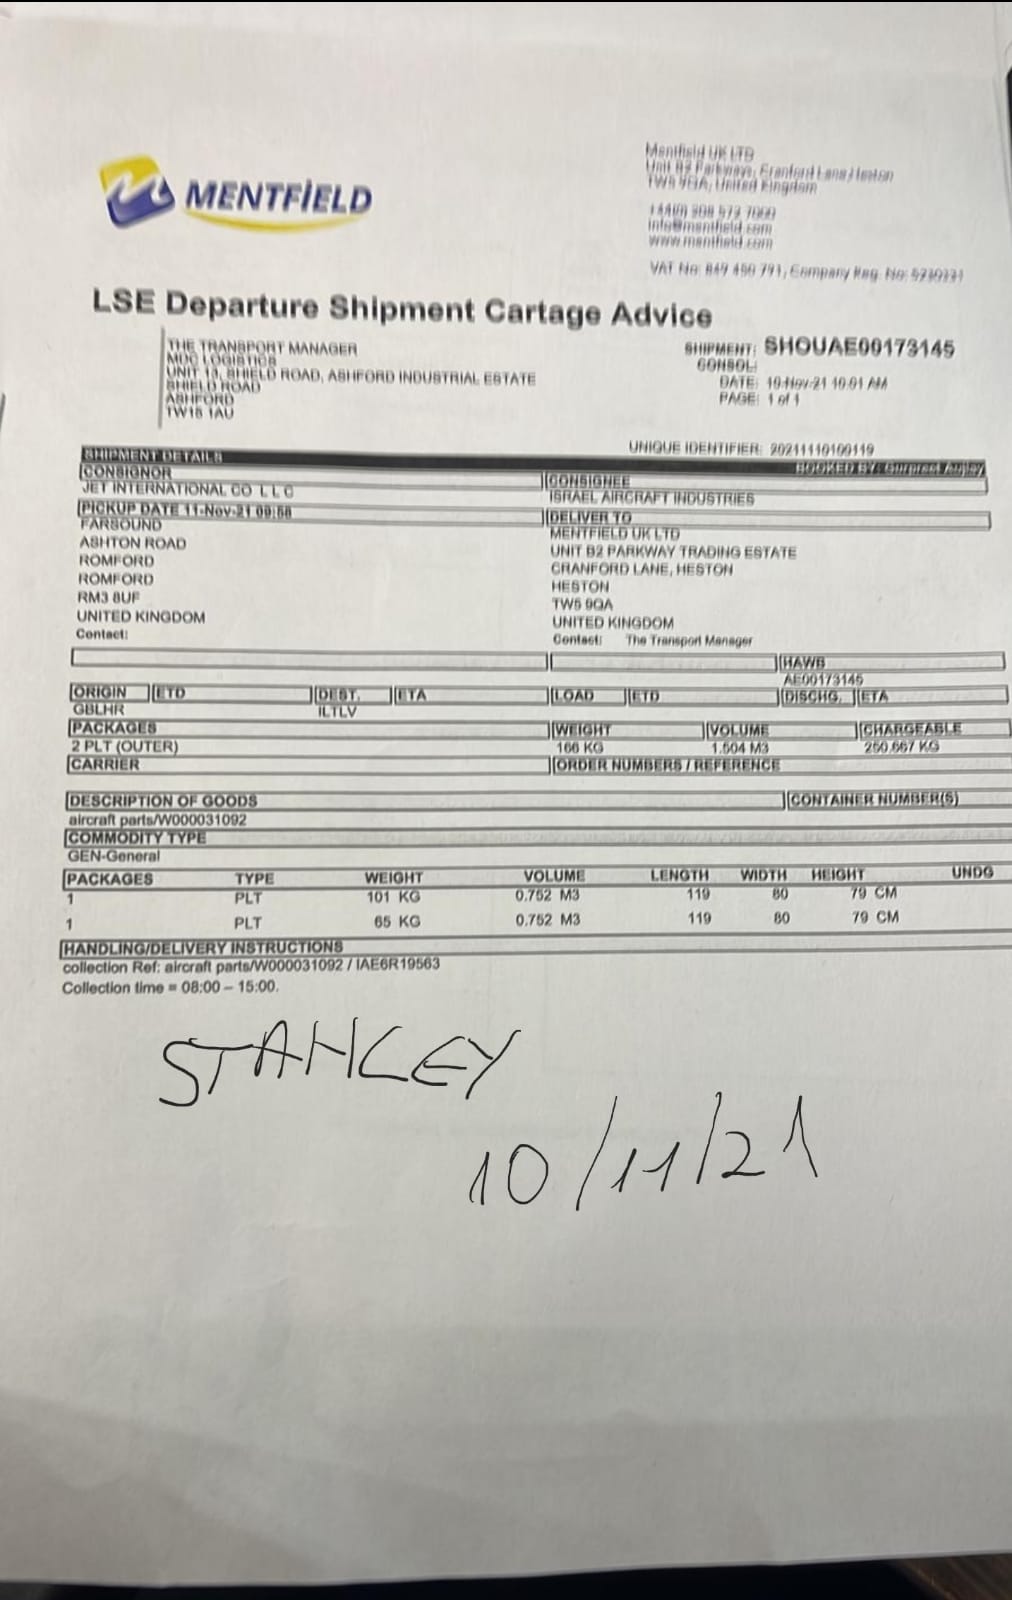 MENTFIELD
Mentfield UK LTD
Unit B2 Parkways, Cranford Lane, Heston
TW5 9QA, United Kingdom
info@mentfield.com
www.mentfield.com
VAT No: 849 450 791, Company Reg. No:
LSE Departure Shipment Cartage Advice
THE TRANSPORT MANAGER
MDC LOGISTICS
UNIT 13, SHIELD ROAD, ASHFORD INDUSTRIAL ESTATE
SHIELD ROAD
ASHFORD
TW15 1AU
SHIPMENT: SHOUAE00173145
CONSOL:
DATE: 10-Nov-21 10:01 AM
PAGE: 1 of 1
UNIQUE IDENTIFIER: 20211110100119
SHIPMENT DETAILS
BOOKED BY:
CONSIGNOR CONSIGNEE
JET INTERNATIONAL CO L L C ISRAEL AIRCRAFT INDUSTRIES
PICKUP DATE 11-Nov-21 09:58 DELIVER TO
FARSOUND MENTFIELD UK LTD
ASHTON ROAD UNIT B2 PARKWAY TRADING ESTATE
ROMFORD CRANFORD LANE, HESTON
ROMFORD HESTON
RM3 8UF TW5 9QA
UNITED KINGDOM UNITED KINGDOM
Contact: Contact: The Transport Manager
HAWB
AE00173145
ORIGIN ETD DEST. ETA LOAD ETD DISCHG. ETA
GBLHR ILTLV
PACKAGES WEIGHT VOLUME CHARGEABLE
2 PLT (OUTER) 166 KG 1.504 M3 250.667 KG
CARRIER ORDER NUMBERS / REFERENCE
DESCRIPTION OF GOODS CONTAINER NUMBER(S)
aircraft parts/W000031092
COMMODITY TYPE
GEN-General
PACKAGES TYPE WEIGHT VOLUME LENGTH WIDTH HEIGHT UNDG
1 PLT 101 KG 0.752 M3 119 80 79 CM
1 PLT 65 KG 0.752 M3 119 80 79 CM
HANDLING/DELIVERY INSTRUCTIONS
collection Ref: aircraft parts/W000031092 / IAE6R19563
Collection time = 08:00 – 15:00.
STANLEY
10/11/21